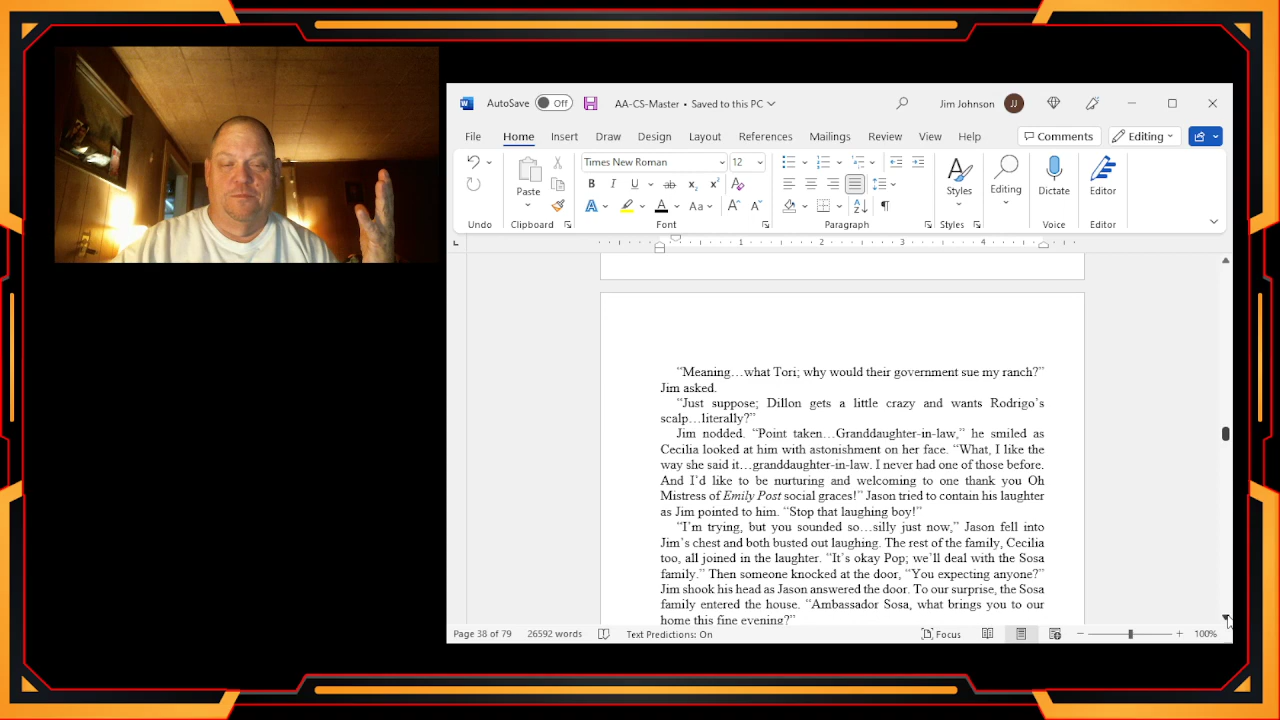 AutoSave Off AA-CS-Master • Saved to this PC Jim Johnson JJ
File Home Insert Draw Design Layout References Mailings Review View Help Comments Editing
Times New Roman 12
Paste Styles Editing Dictate Editor
B I U ab x₂ x² A
A A Aa A A
Undo Clipboard Font Paragraph Styles Voice Editor
1 2 3 4
“Meaning…what Tori; why would their government sue my ranch?”
Jim asked.
“Just suppose; Dillon gets a little crazy and wants Rodrigo’s
scalp…literally?”
Jim nodded. “Point taken…Granddaughter-in-law,” he smiled as
Cecilia looked at him with astonishment on her face. “What, I like the
way she said it…granddaughter-in-law. I never had one of those before.
And I’d like to be nurturing and welcoming to one thank you Oh
Mistress of Emily Post social graces!” Jason tried to contain his laughter
as Jim pointed to him. “Stop that laughing boy!”
“I’m trying, but you sounded so…silly just now,” Jason fell into
Jim’s chest and both busted out laughing. The rest of the family, Cecilia
too, all joined in the laughter. “It’s okay Pop; we’ll deal with the Sosa
family.” Then someone knocked at the door, “You expecting anyone?”
Jim shook his head as Jason answered the door. To our surprise, the Sosa
family entered the house. “Ambassador Sosa, what brings you to our
home this fine evening?”
Page 38 of 79 26592 words Text Predictions: On Focus 100%